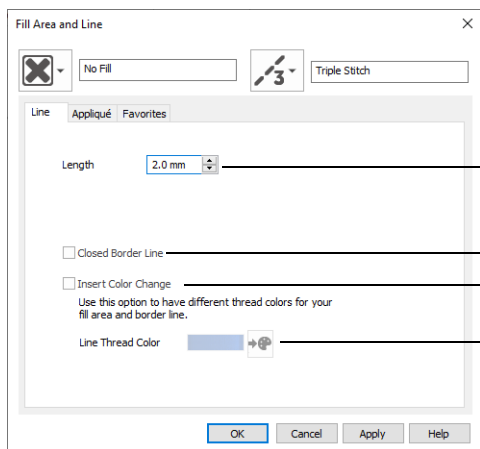 Fill Area and Line
No Fill
3
Triple Stitch
Line Appliqué Favorites
Length 2.0 mm
Closed Border Line
Insert Color Change
Use this option to have different thread colors for your
fill area and border line.
Line Thread Color
OK Cancel Apply Help